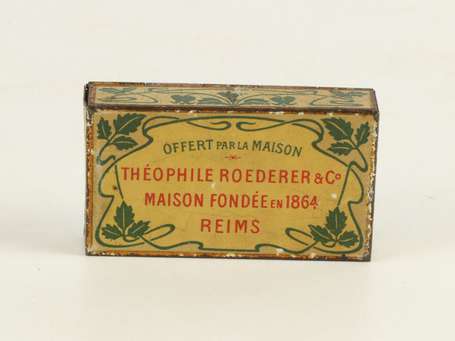 OFFERT PAR LA MAISON
THÉOPHILE ROEDERER & Co
MAISON FONDÉE EN 1864
REIMS